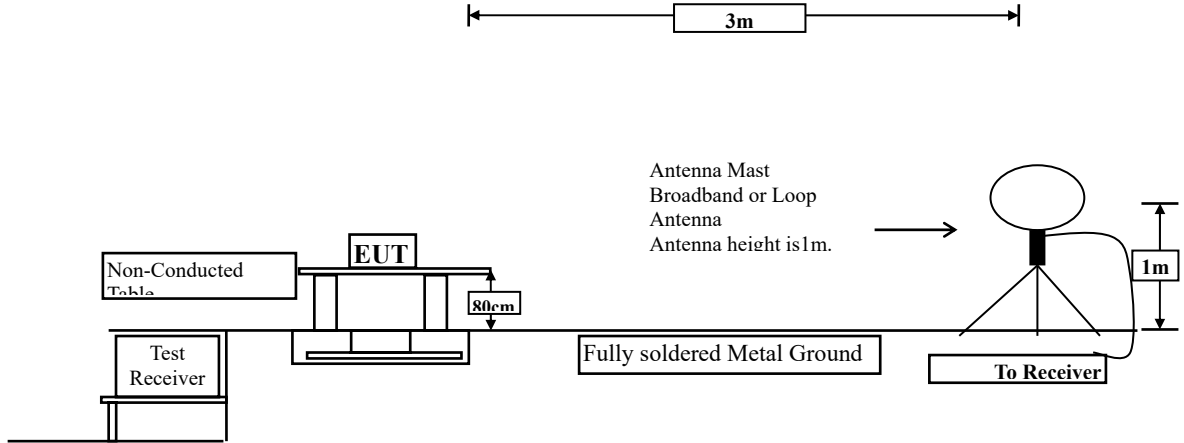 3m
Antenna Mast
Broadband or Loop
Antenna
Antenna height is1m.
EUT
Non-Conducted
Table
80cm
1m
Test
Receiver
Fully soldered Metal Ground
To Receiver